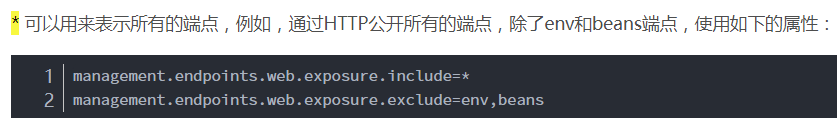 * 可以用来表示所有的端点，例如，通过HTTP公开所有的端点，除了env和beans端点，使用如下的属性：
1 management.endpoints.web.exposure.include=*
2 management.endpoints.web.exposure.exclude=env,beans